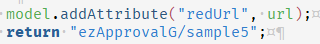 model.addAttribute("redUrl", url);
return "ezApprovalG/sample5";